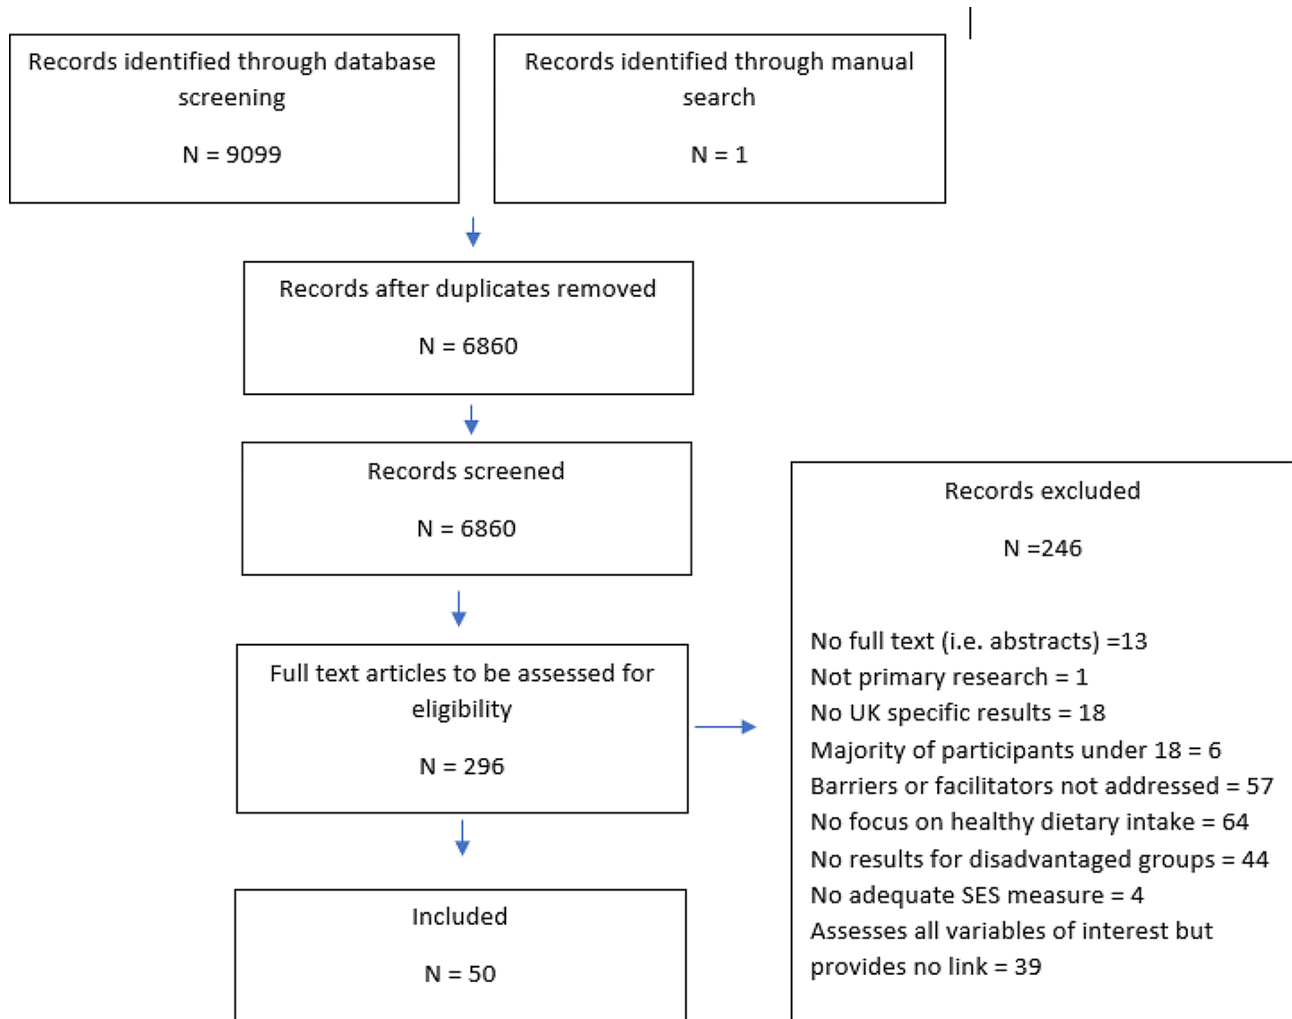 Records identified through database
screening
N = 9099
Records identified through manual
search
N = 1
Records after duplicates removed
N = 6860
Records screened
N = 6860
Full text articles to be assessed for
eligibility
N = 296
Records excluded
N =246
No full text (i.e. abstracts) =13
Not primary research = 1
No UK specific results = 18
Majority of participants under 18 = 6
Barriers or facilitators not addressed = 57
No focus on healthy dietary intake = 64
No results for disadvantaged groups = 44
No adequate SES measure = 4
Assesses all variables of interest but
provides no link = 39
Included
N = 50